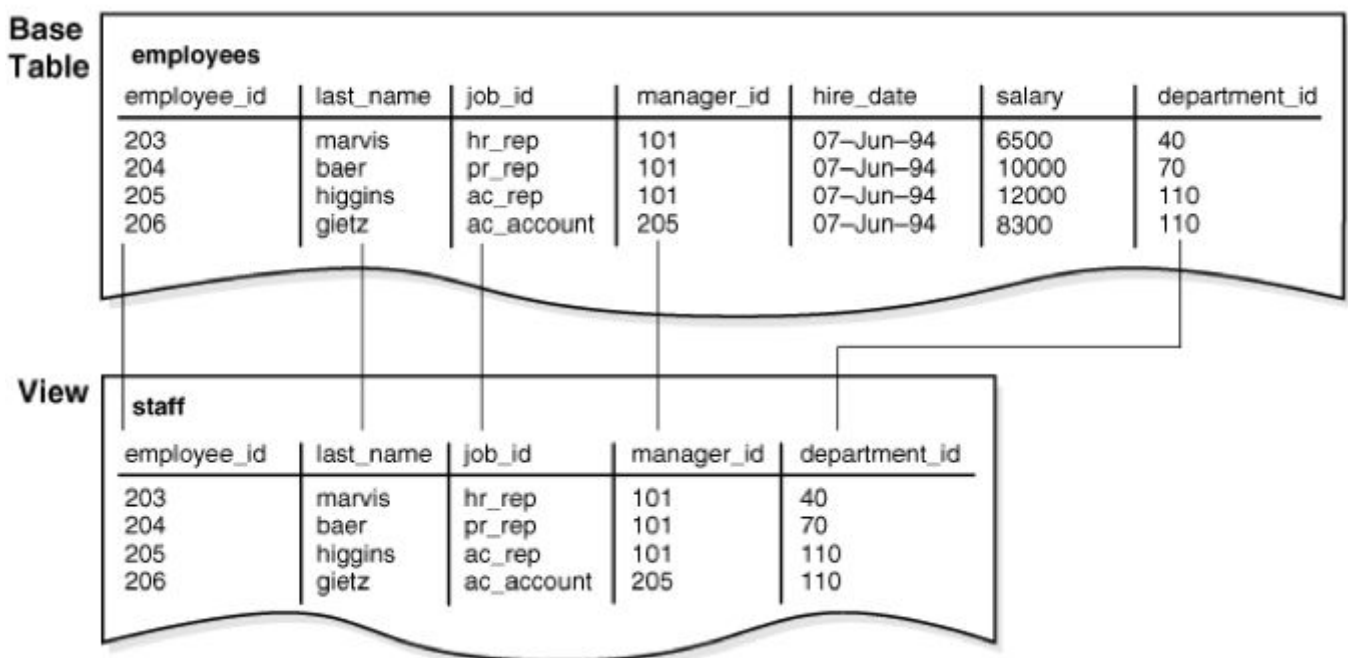 Base
Table
employees
employee_id last_name job_id manager_id hire_date salary department_id
203 marvis hr_rep 101 07–Jun–94 6500 40
204 baer pr_rep 101 07–Jun–94 10000 70
205 higgins ac_rep 101 07–Jun–94 12000 110
206 gietz ac_account 205 07–Jun–94 8300 110
View
staff
employee_id last_name job_id manager_id department_id
203 marvis hr_rep 101 40
204 baer pr_rep 101 70
205 higgins ac_rep 101 110
206 gietz ac_account 205 110